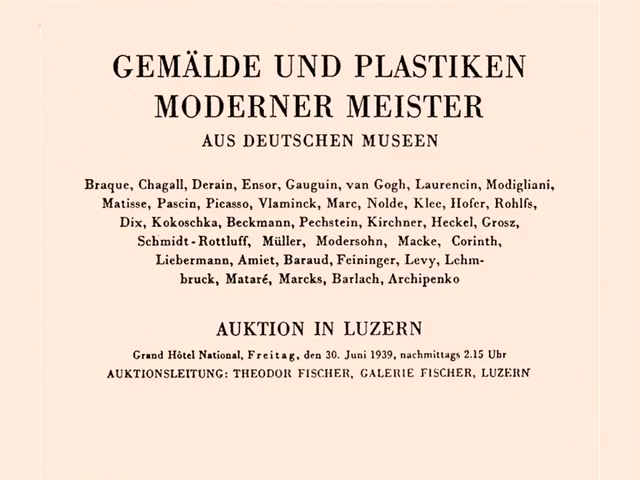 GEMÄLDE UND PLASTIKEN
MODERNER MEISTER
AUS DEUTSCHEN MUSEEN
Braque, Chagall, Derain, Ensor, Gauguin, van Gogh, Laurencin, Modigliani,
Matisse, Pascin, Picasso, Vlaminck, Marc, Nolde, Klee, Hofer, Rohlfs,
Dix, Kokoschka, Beckmann, Pechstein, Kirchner, Heckel, Grosz,
Schmidt-Rottluff, Müller, Modersohn, Macke, Corinth,
Liebermann, Amiet, Baraud, Feininger, Levy, Lehm-
bruck, Mataré, Marcks, Barlach, Archipenko
AUKTION IN LUZERN
Grand Hôtel National, Freitag, den 30. Juni 1939, nachmittags 2.15 Uhr
AUKTIONSLEITUNG: THEODOR FISCHER, GALERIE FISCHER, LUZERN